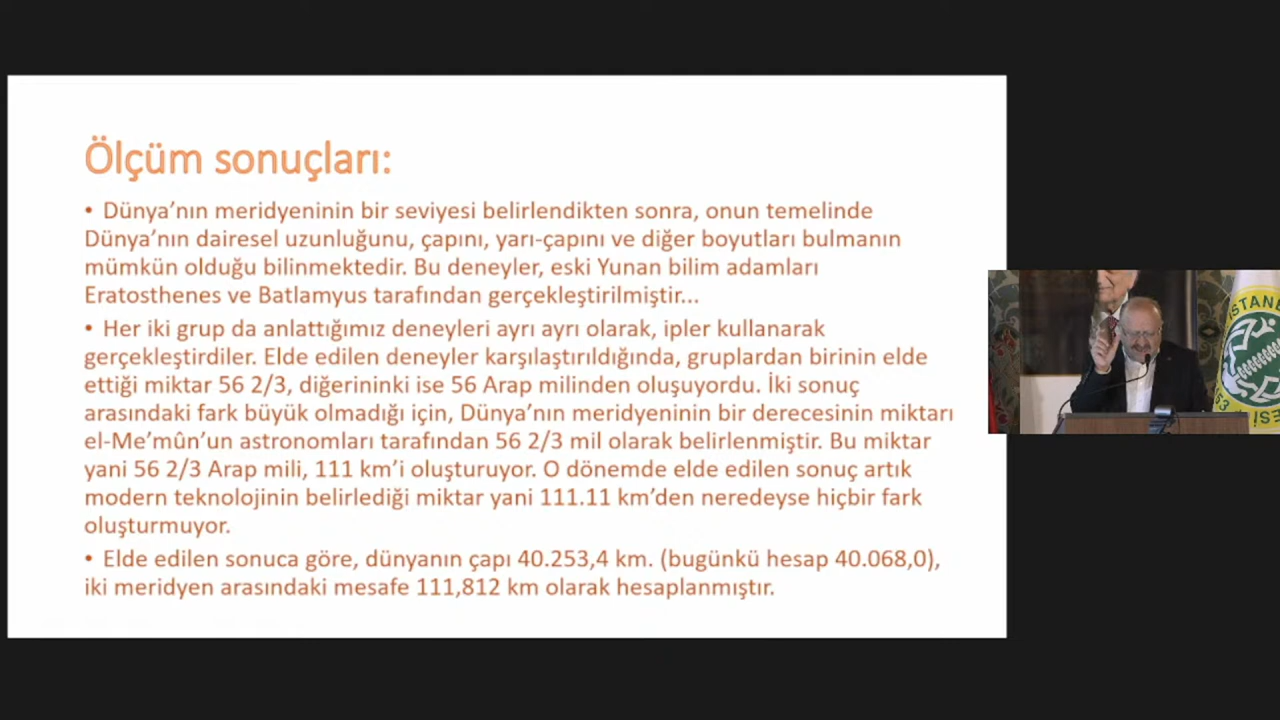 Ölçüm sonuçları:
• Dünya’nın meridyeninin bir seviyesi belirlendikten sonra, onun temelinde
Dünya’nın dairesel uzunluğunu, çapını, yarı-çapını ve diğer boyutları bulmanın
mümkün olduğu bilinmektedir. Bu deneyler, eski Yunan bilim adamları
Eratosthenes ve Batlamyus tarafından gerçekleştirilmiştir...
• Her iki grup da anlattığımız deneyleri ayrı ayrı olarak, ipler kullanarak
gerçekleştirdiler. Elde edilen deneyler karşılaştırıldığında, gruplardan birinin elde
ettiği miktar 56 2/3, diğerininki ise 56 Arap milinden oluşuyordu. İki sonuç
arasındaki fark büyük olmadığı için, Dünya’nın meridyeninin bir derecesinin miktarı
el-Me’mûn’un astronomları tarafından 56 2/3 mil olarak belirlenmiştir. Bu miktar
yani 56 2/3 Arap mili, 111 km’i oluşturuyor. O dönemde elde edilen sonuç artık
modern teknolojinin belirlediği miktar yani 111.11 km’den neredeyse hiçbir fark
oluşturmuyor.
• Elde edilen sonuca göre, dünyanın çapı 40.253,4 km. (bugünkü hesap 40.068,0),
iki meridyen arasındaki mesafe 111,812 km olarak hesaplanmıştır.
İSTANB